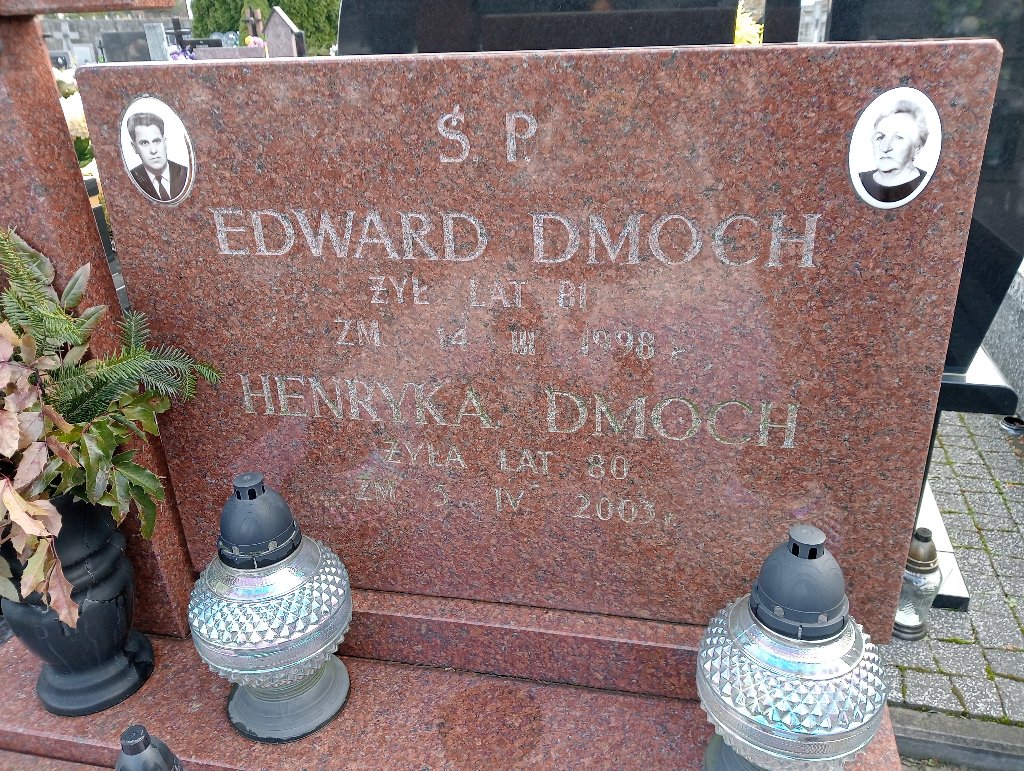 Ś. P.
EDWARD DMOCH
ŻYŁ LAT 81
ZM. 14 III 1998 r.
HENRYKA DMOCH
ŻYŁA LAT 80
ZM. 5 IV 2003 r.